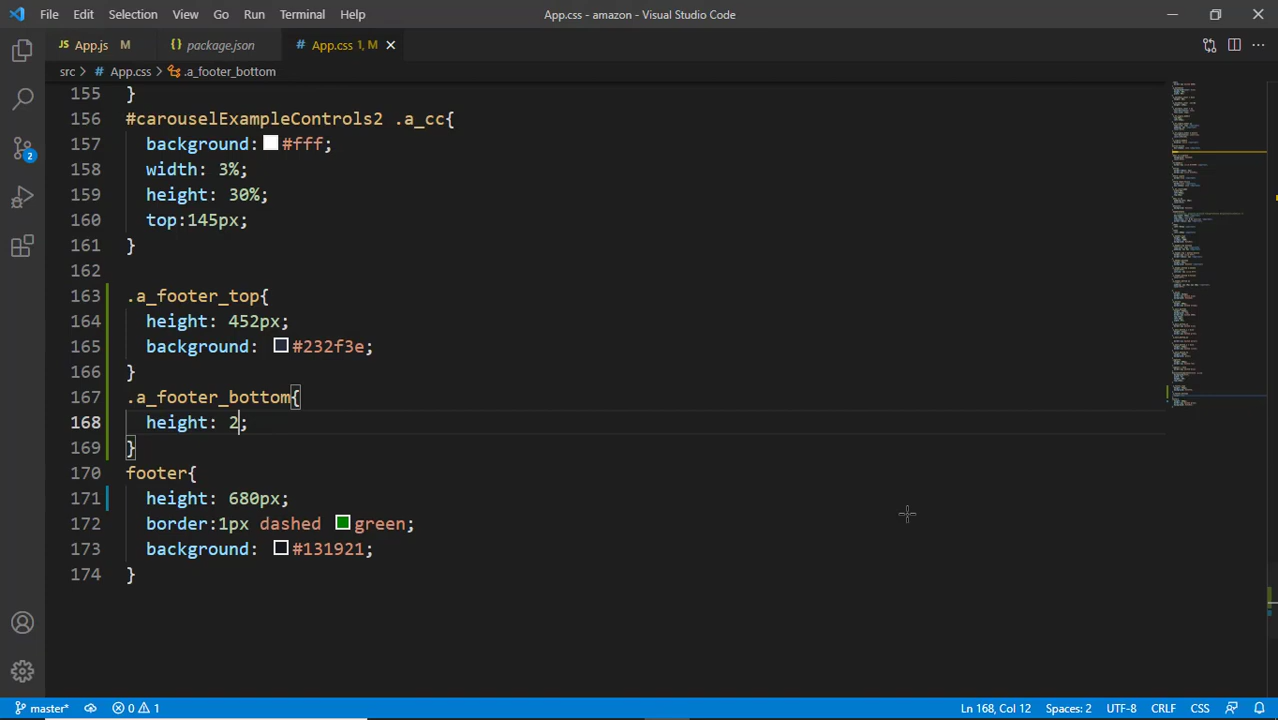 File Edit Selection View Go Run Terminal Help App.css - amazon - Visual Studio Code
App.js M {} package.json # App.css 1, M
src > # App.css > .a_footer_bottom
155 }
156 #carouselExampleControls2 .a_cc{
157 background: #fff;
158 width: 3%;
159 height: 30%;
160 top:145px;
161 }
162
163 .a_footer_top{
164 height: 452px;
165 background: #232f3e;
166 }
167 .a_footer_bottom{
168 height: 2;
169 }
170 footer{
171 height: 680px;
172 border:1px dashed green;
173 background: #131921;
174 }
2
master* 0 1 Ln 168, Col 12 Spaces: 2 UTF-8 CRLF CSS